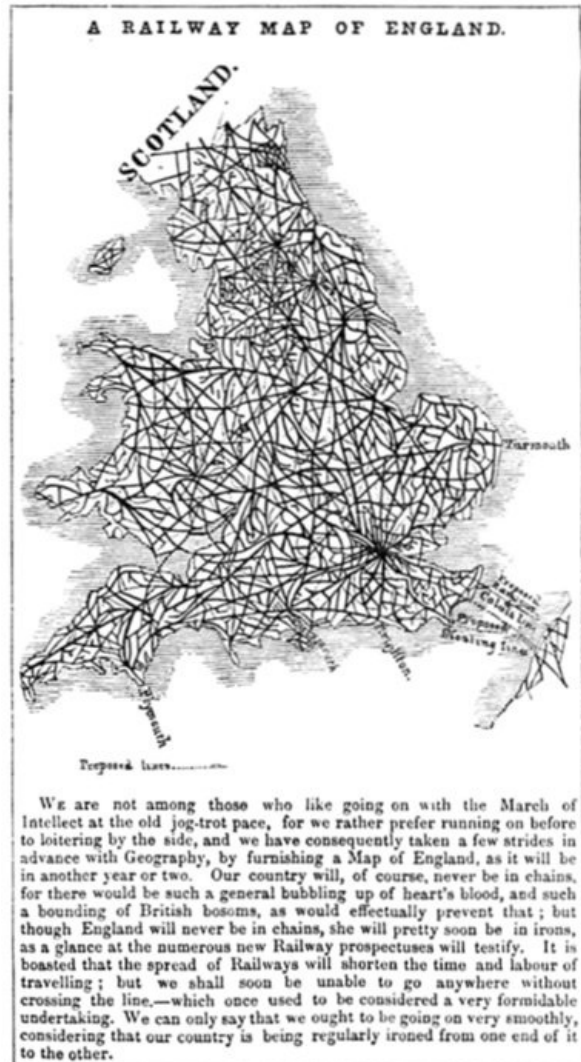 A RAILWAY MAP OF ENGLAND.
SCOTLAND.
Yarmouth
Proposed
Calais Line
Proposed
Floating lines
Brighton.
Plymouth
Proposed lines
WE are not among those who like going on with the March of
Intellect at the old jog-trot pace, for we rather prefer running on before
to loitering by the side, and we have consequently taken a few strides in
advance with Geography, by furnishing a Map of England, as it will be
in another year or two. Our country will, of course, never be in chains,
for there would be such a general bubbling up of heart's blood, and such
a bounding of British bosoms, as would effectually prevent that; but
though England will never be in chains, she will pretty soon be in irons,
as a glance at the numerous new Railway prospectuses will testify. It is
boasted that the spread of Railways will shorten the time and labour of
travelling; but we shall soon be unable to go anywhere without
crossing the line,—which once used to be considered a very formidable
undertaking. We can only say that we ought to be going on very smoothly,
considering that our country is being regularly ironed from one end of it
to the other.